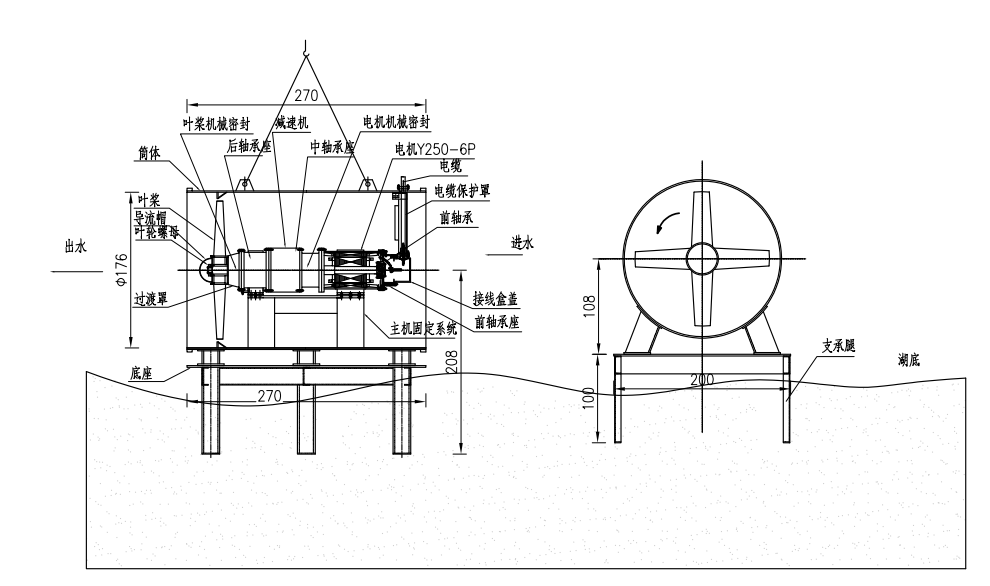 270
叶桨机械密封
减速机
电机机械密封
后轴承座
中轴承座
电机Y250-6P
筒体
电缆
叶桨
电缆保护罩
导流帽
前轴承
叶轮螺母
出水
进水
Φ176
过渡罩
接线盒盖
前轴承座
主机固定系统
108
208
支承腿
湖底
底座
200
270
100